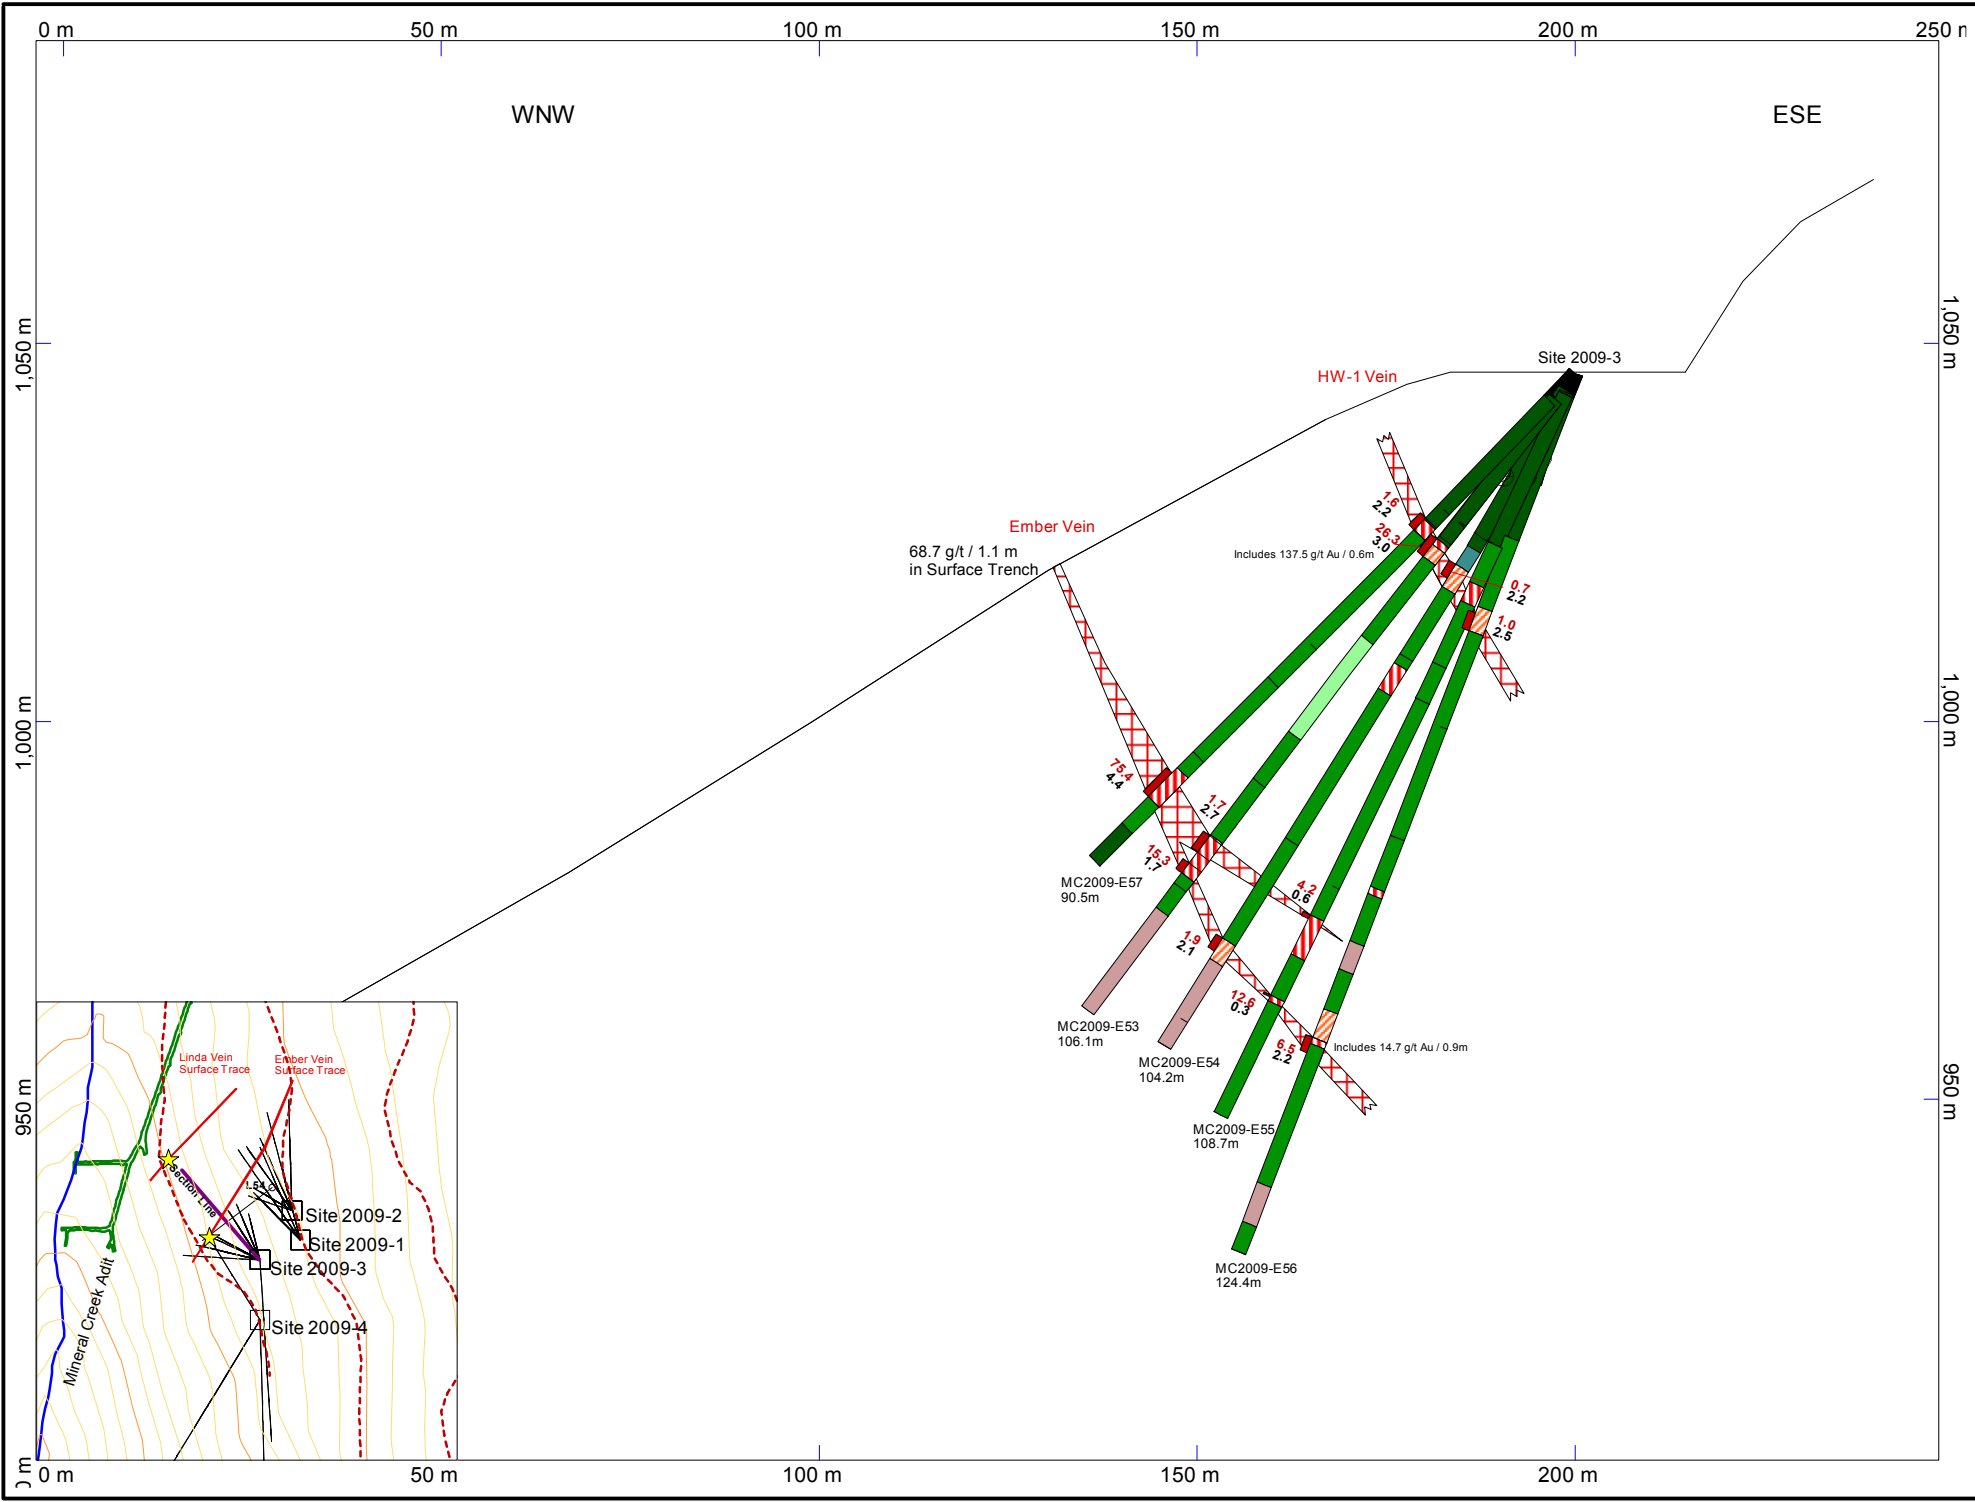 0 m
50 m
100 m
150 m
200 m
250 m
WNW
ESE
1,050 m
1,050 m
Site 2009-3
HW-1 Vein
Ember Vein
68.7 g/t / 1.1 m
in Surface Trench
1.6
2.2
26.3
3.0
Includes 137.5 g/t Au / 0.6m
0.7
2.2
1.0
2.5
1,000 m
1,000 m
75.4
4.4
1.7
2.7
15.3
1.7
MC2009-E57
90.5m
4.2
0.6
1.9
2.1
12.6
0.3
MC2009-E53
106.1m
6.5
2.2
Includes 14.7 g/t Au / 0.9m
MC2009-E54
104.2m
950 m
950 m
MC2009-E55
108.7m
MC2009-E56
124.4m
Linda Vein
Surface Trace
Ember Vein
Surface Trace
Section Line
Site 2009-2
Site 2009-1
Site 2009-3
Site 2009-4
Mineral Creek Adit
0 m
50 m
100 m
150 m
200 m